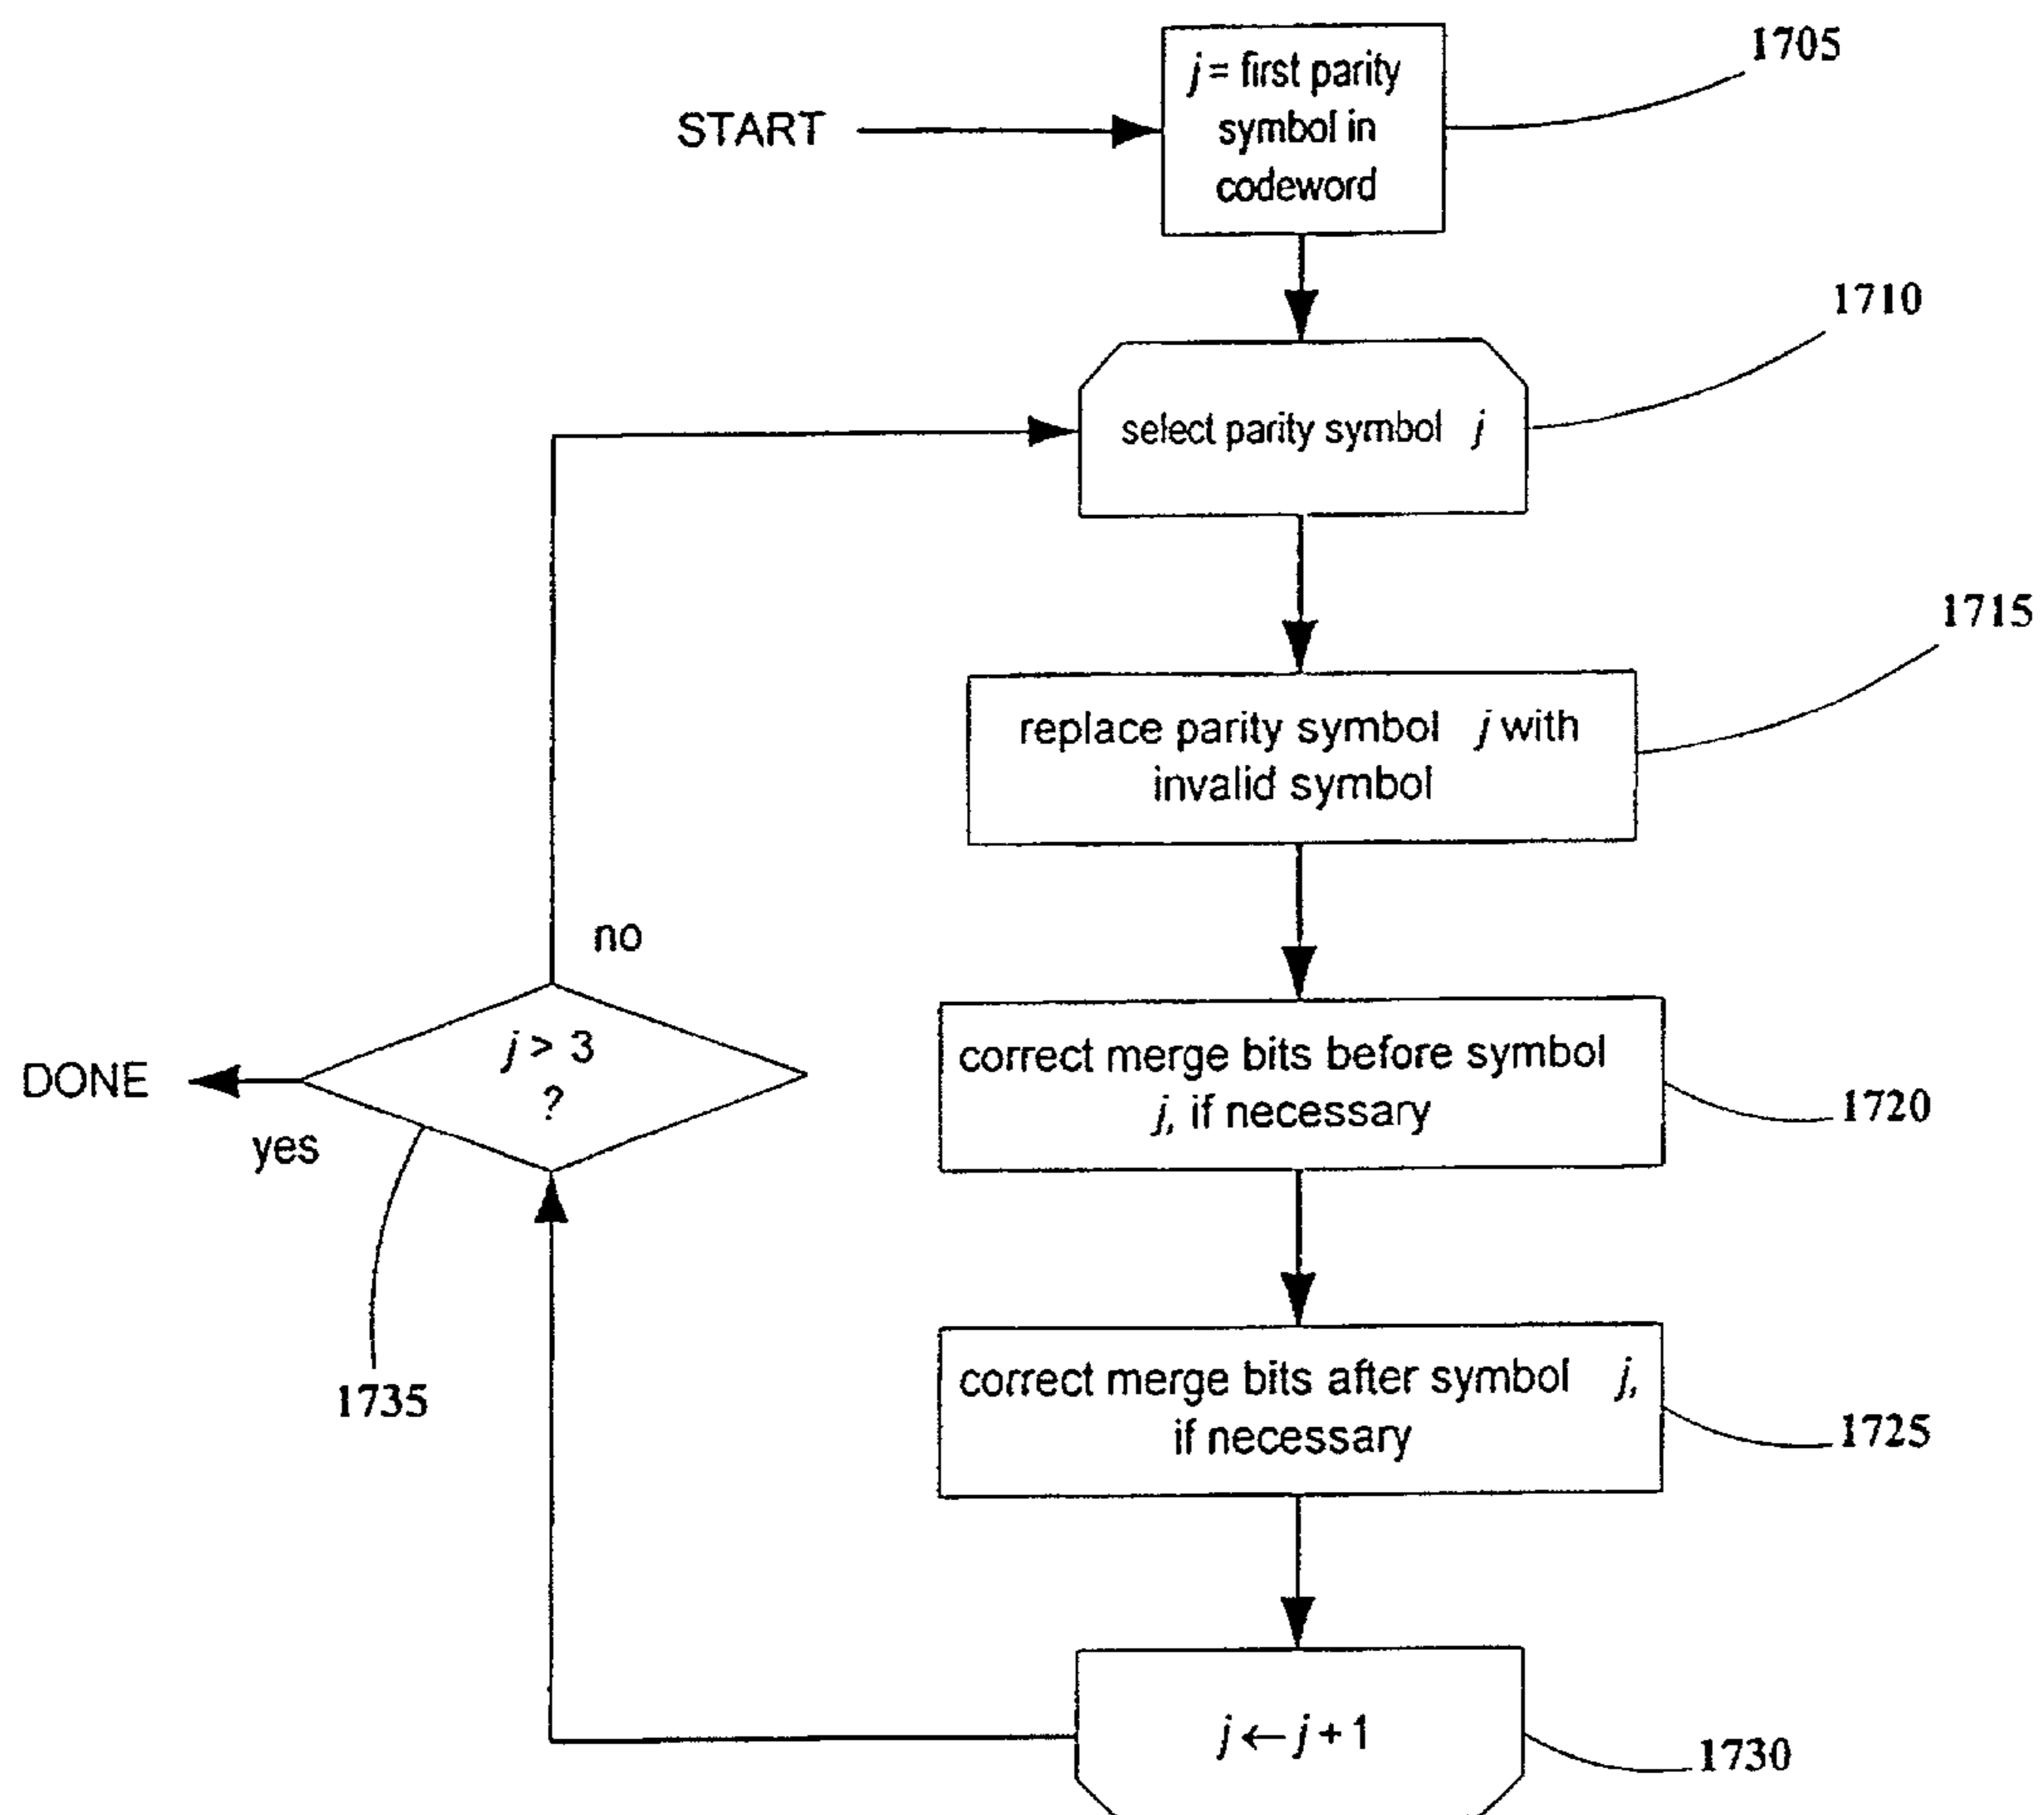 START
j = first parity
symbol in
codeword
1705
1710
select parity symbol j
1715
replace parity symbol j with
invalid symbol
no
j > 3
?
DONE
yes
1735
correct merge bits before symbol
j, if necessary
1720
correct merge bits after symbol j,
if necessary
1725
j ← j + 1
1730